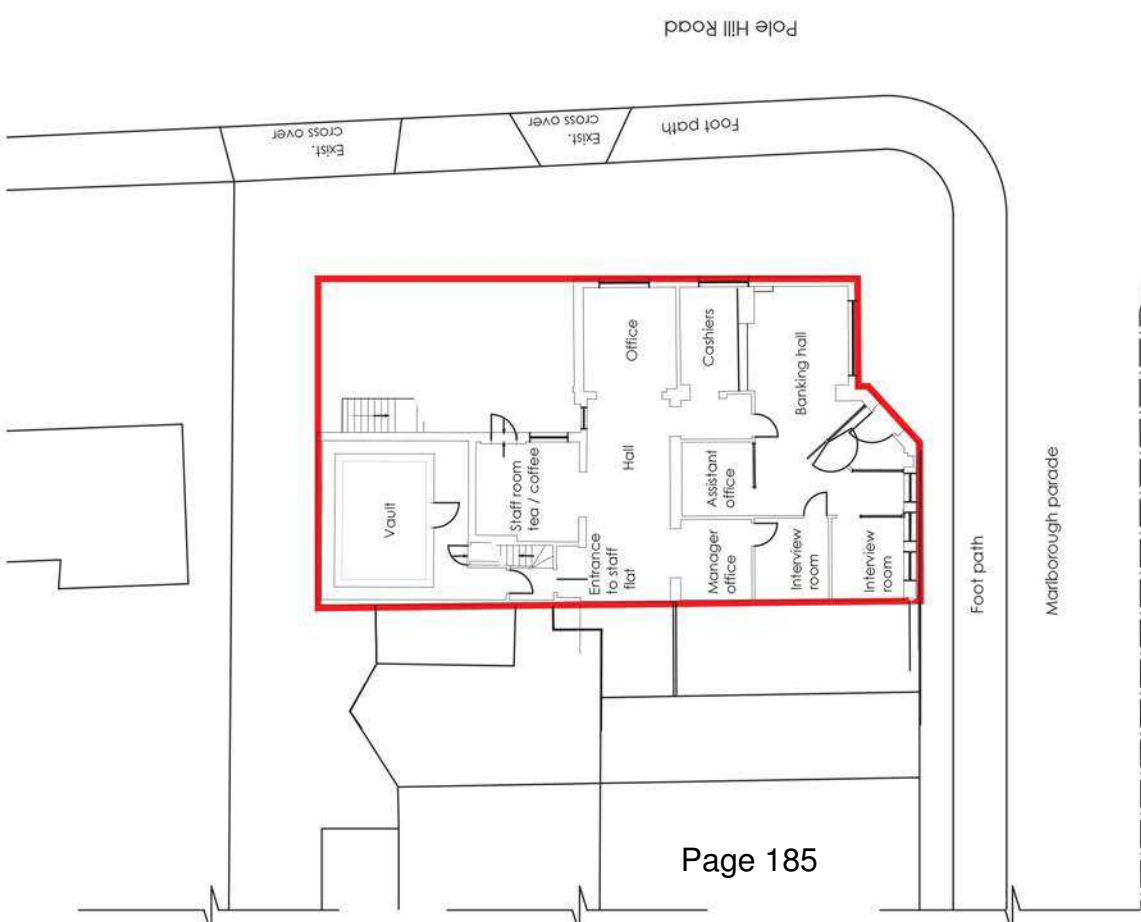 Pole Hill Road
Exist.
cross over
Exist.
cross over
Foot path
Office
Cashiers
Banking hall
Hall
Assistant
office
Staff room
tea / coffee
Vault
Entrance
to staff
flat
Manager
office
Interview
room
Interview
room
Foot path
Marlborough parade
Page 185